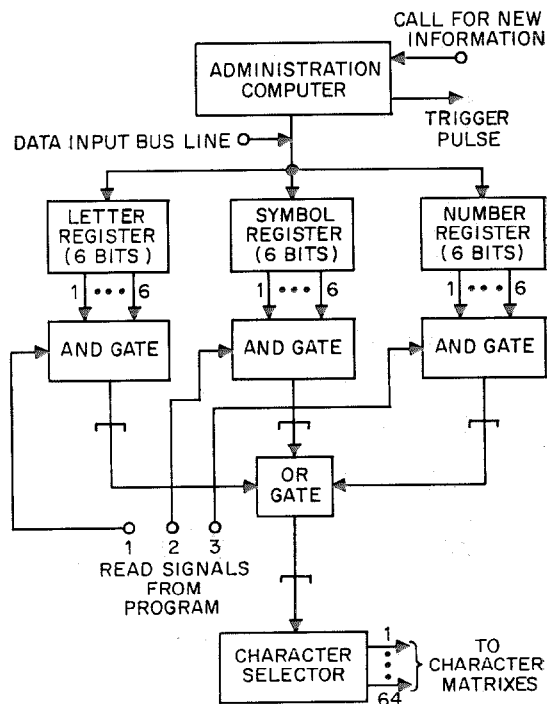 CALL FOR NEW
INFORMATION
ADMINISTRATION
COMPUTER
TRIGGER
PULSE
DATA INPUT BUS LINE
LETTER
REGISTER
(6 BITS)
SYMBOL
REGISTER
(6 BITS)
NUMBER
REGISTER
(6 BITS)
1 ••• 6
1 ••• 6
1 ••• 6
AND GATE
AND GATE
AND GATE
OR
GATE
1 2 3
READ SIGNALS
FROM
PROGRAM
CHARACTER
SELECTOR
1
64
TO
CHARACTER
MATRIXES